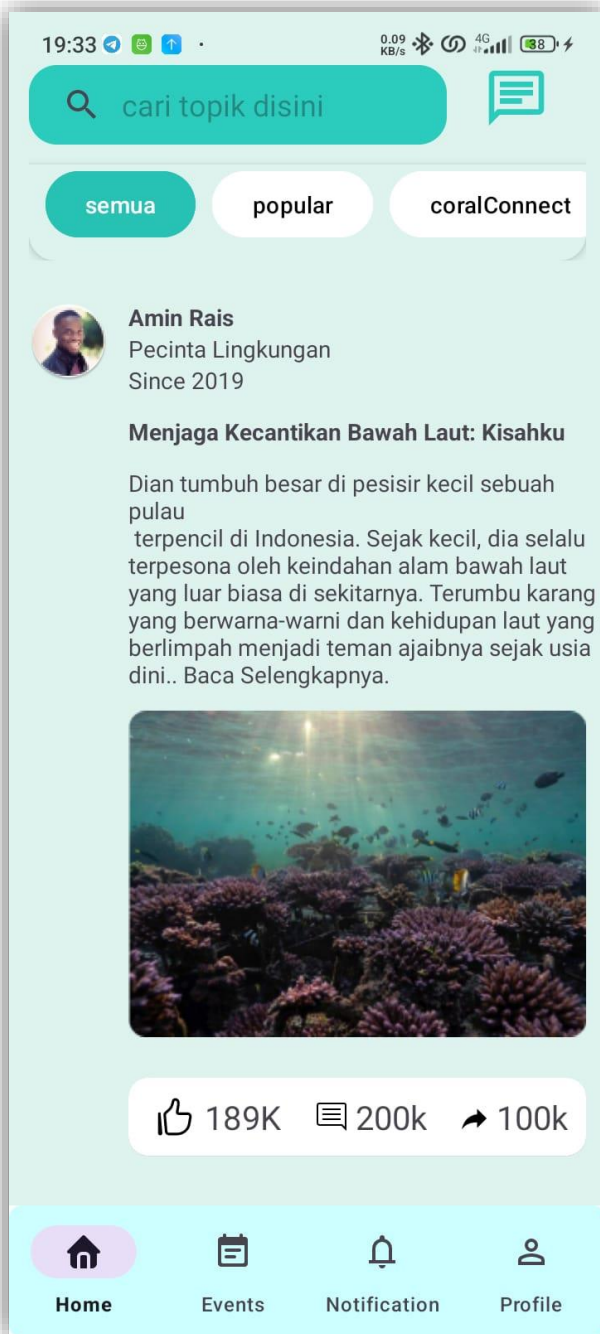 19:33
0.09
KB/s
4G
38
cari topik disini
semua
popular
coralConnect
Amin Rais
Pecinta Lingkungan
Since 2019
Menjaga Kecantikan Bawah Laut: Kisahku
Dian tumbuh besar di pesisir kecil sebuah
pulau
terpencil di Indonesia. Sejak kecil, dia selalu
terpesona oleh keindahan alam bawah laut
yang luar biasa di sekitarnya. Terumbu karang
yang berwarna-warni dan kehidupan laut yang
berlimpah menjadi teman ajaibnya sejak usia
dini.. Baca Selengkapnya.
189K
200k
100k
Home
Events
Notification
Profile